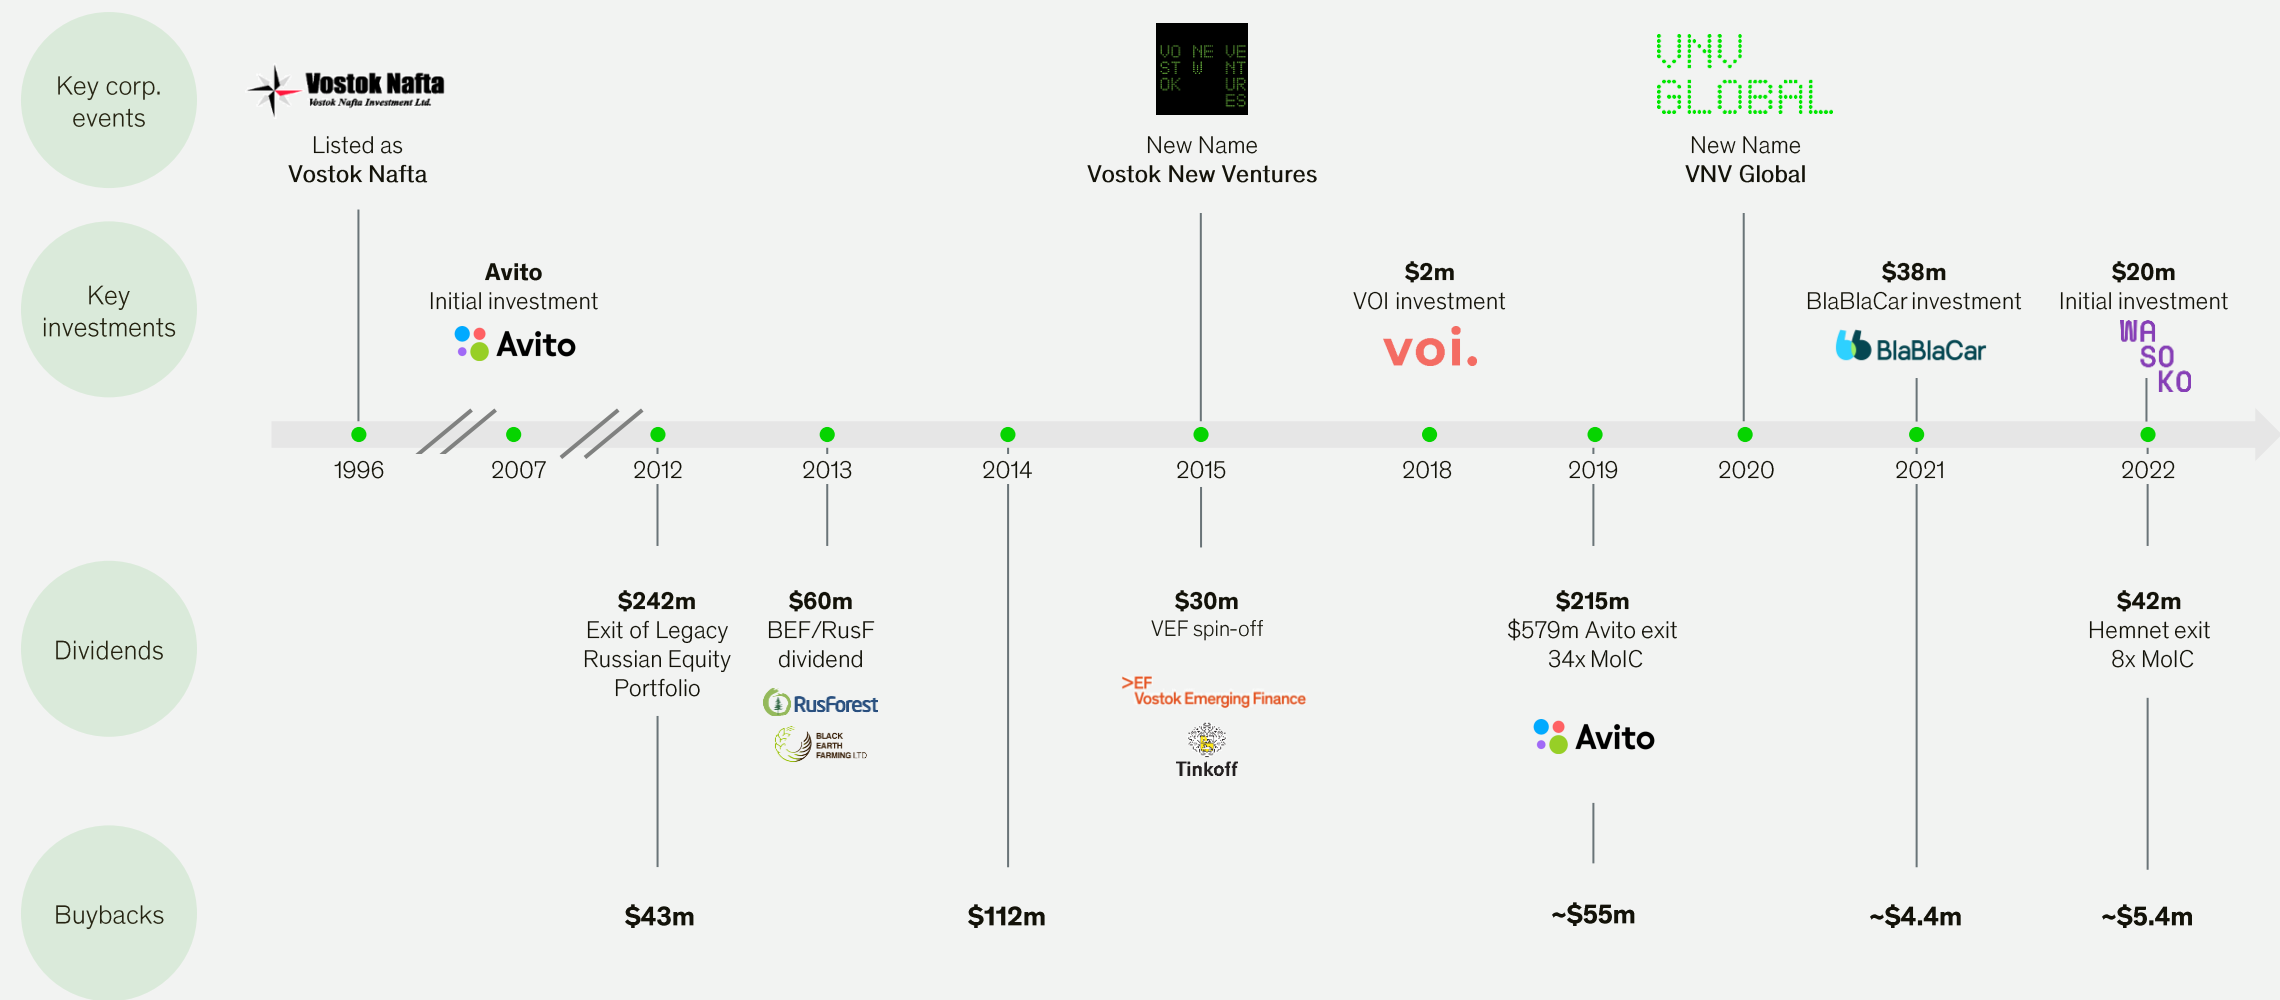 Key corp.
events
Vostok Nafta
Vostok Nafta Investment Ltd.
Listed as
Vostok Nafta
VO NE VE
ST W NT
OK UR
ES
New Name
Vostok New Ventures
VNV
GLOBAL
New Name
VNV Global
Key
investments
Avito
Initial investment
Avito
$2m
VOI investment
voi.
$38m
BlaBlaCar investment
BlaBlaCar
$20m
Initial investment
WA
SO
KO
1996
2007
2012
2013
2014
2015
2018
2019
2020
2021
2022
Dividends
$242m
Exit of Legacy
Russian Equity
Portfolio
$60m
BEF/RusF
dividend
RusForest
BLACK
EARTH
FARMING LTD
$30m
VEF spin-off
>EF
Vostok Emerging Finance
Tinkoff
$215m
$579m Avito exit
34x MoIC
Avito
$42m
Hemnet exit
8x MoIC
Buybacks
$43m
$112m
~$55m
~$4.4m
~$5.4m